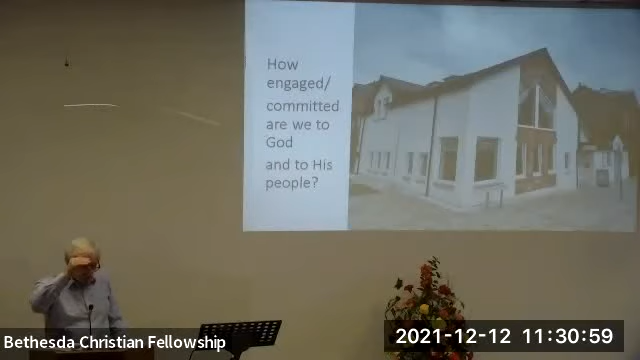 How
engaged/
committed
are we to
God
and to His
people?
Bethesda Christian Fellowship
2021-12-12 11:30:59